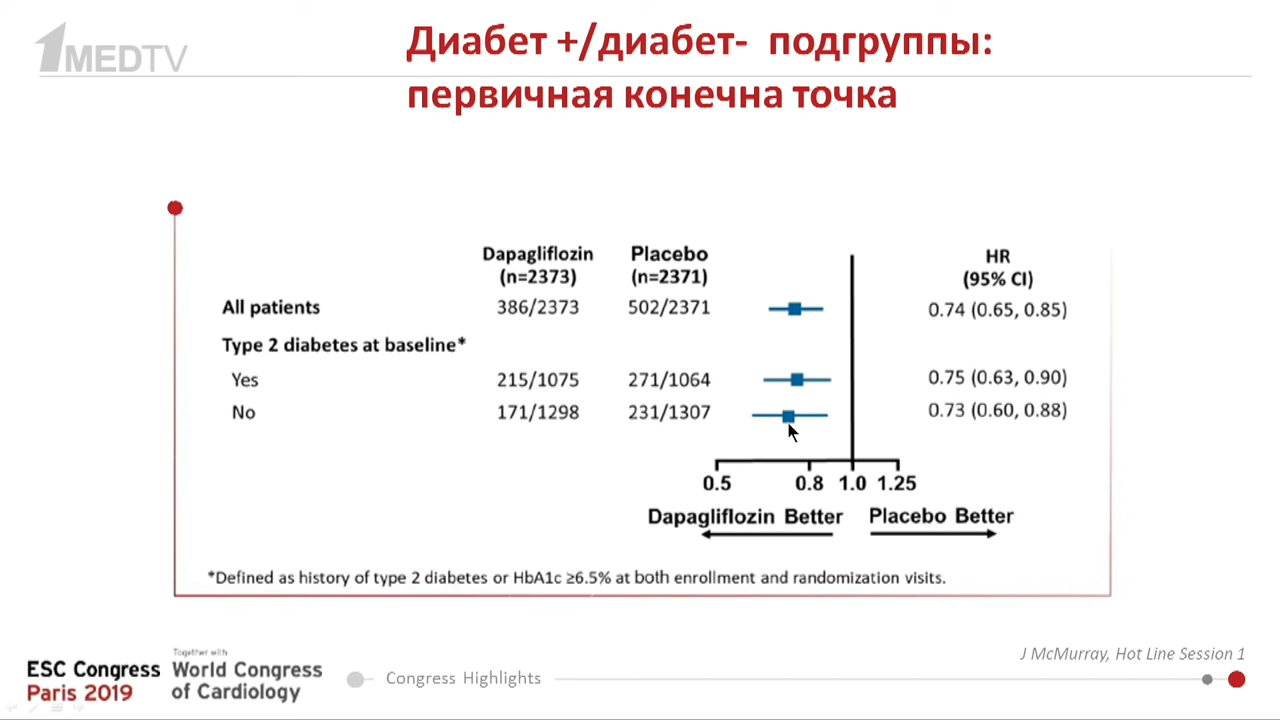 1MEDTV
Диабет +/диабет- подгруппы:
первичная конечна точка
Dapagliflozin Placebo HR
(n=2373) (n=2371) (95% CI)
All patients 386/2373 502/2371 0.74 (0.65, 0.85)
Type 2 diabetes at baseline*
Yes 215/1075 271/1064 0.75 (0.63, 0.90)
No 171/1298 231/1307 0.73 (0.60, 0.88)
0.5 0.8 1.0 1.25
Dapagliflozin Better Placebo Better
*Defined as history of type 2 diabetes or HbA1c ≥6.5% at both enrollment and randomization visits.
J McMurray, Hot Line Session 1
ESC Congress
Paris 2019
Together with
World Congress
of Cardiology
Congress Highlights